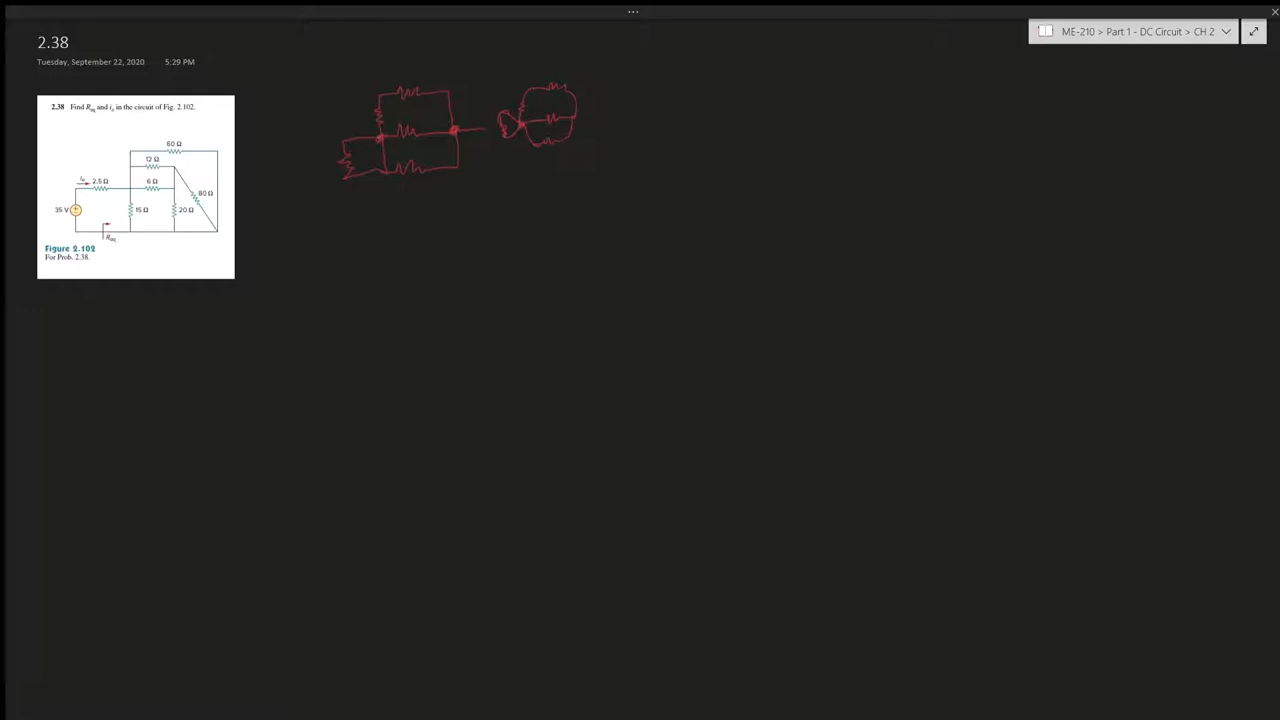 ...
ME-210 > Part 1 - DC Circuit > CH 2
2.38
Tuesday, September 22, 2020 5:29 PM
2.38 Find Req and io in the circuit of Fig. 2.102.
60 Ω
12 Ω
io 2.5 Ω 6 Ω
80 Ω
35 V + 15 Ω 20 Ω
Req
Figure 2.102
For Prob. 2.38.